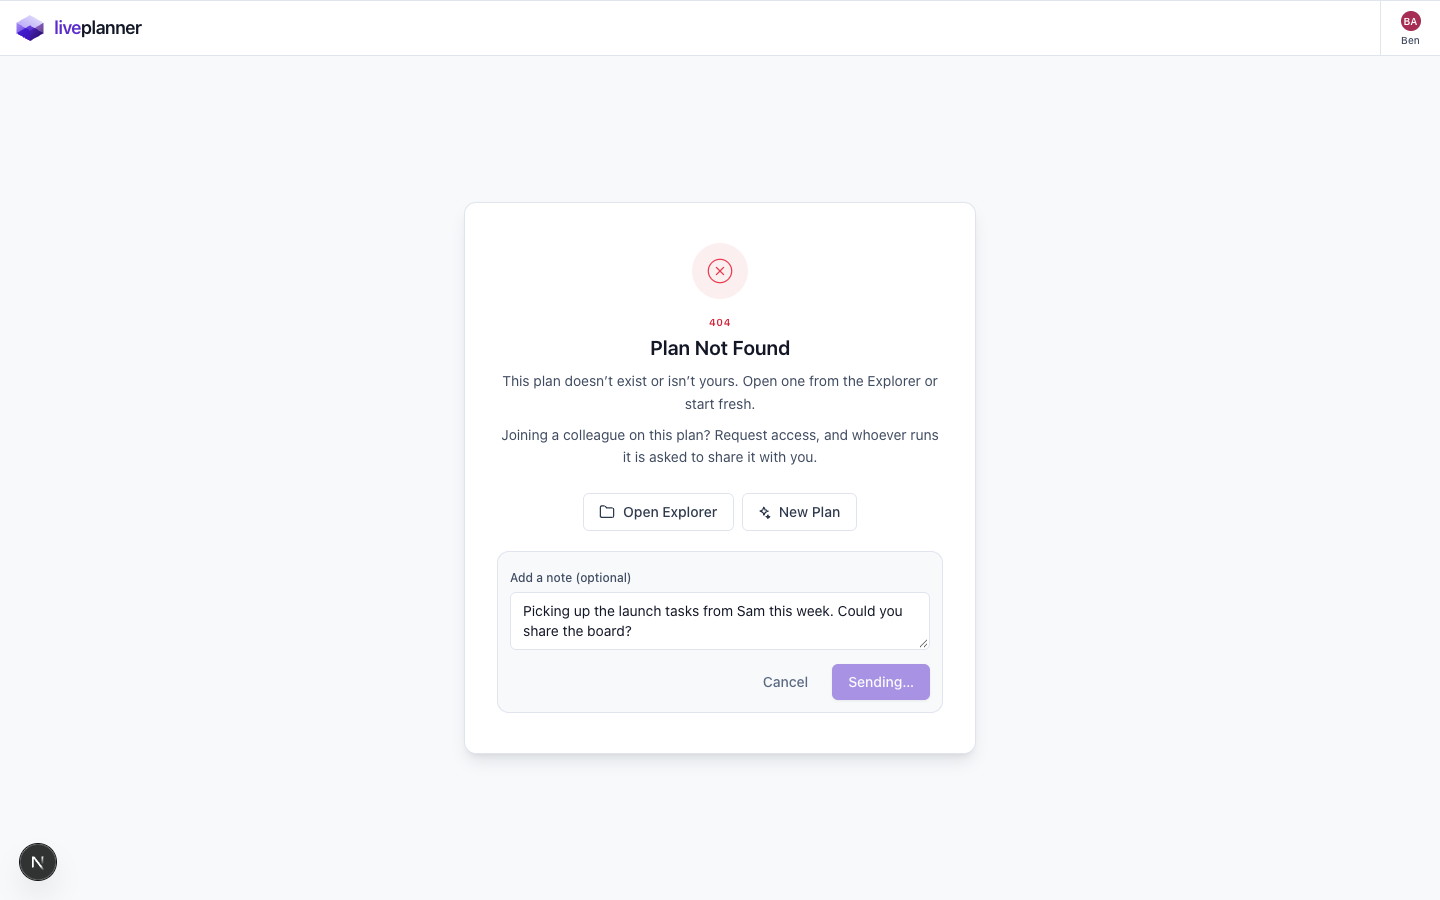 liveplanner
BA
Ben
404
Plan Not Found
This plan doesn’t exist or isn’t yours. Open one from the Explorer or
start fresh.
Joining a colleague on this plan? Request access, and whoever runs
it is asked to share it with you.
Open Explorer
New Plan
Add a note (optional)
Picking up the launch tasks from Sam this week. Could you
share the board?
Cancel
Sending...
N